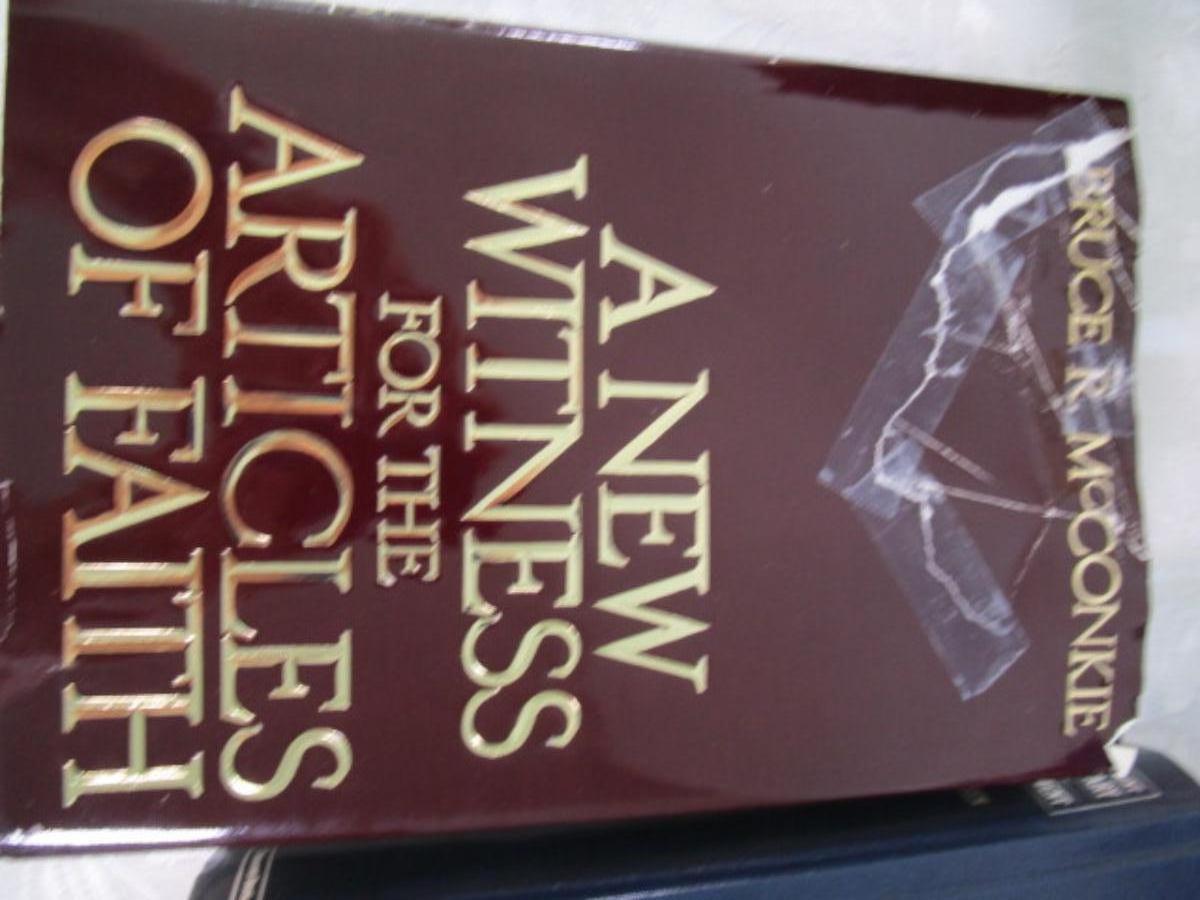 BRUCE R. McCONKIE
A NEW
WITNESS
FOR THE
ARTICLES
OF FAITH